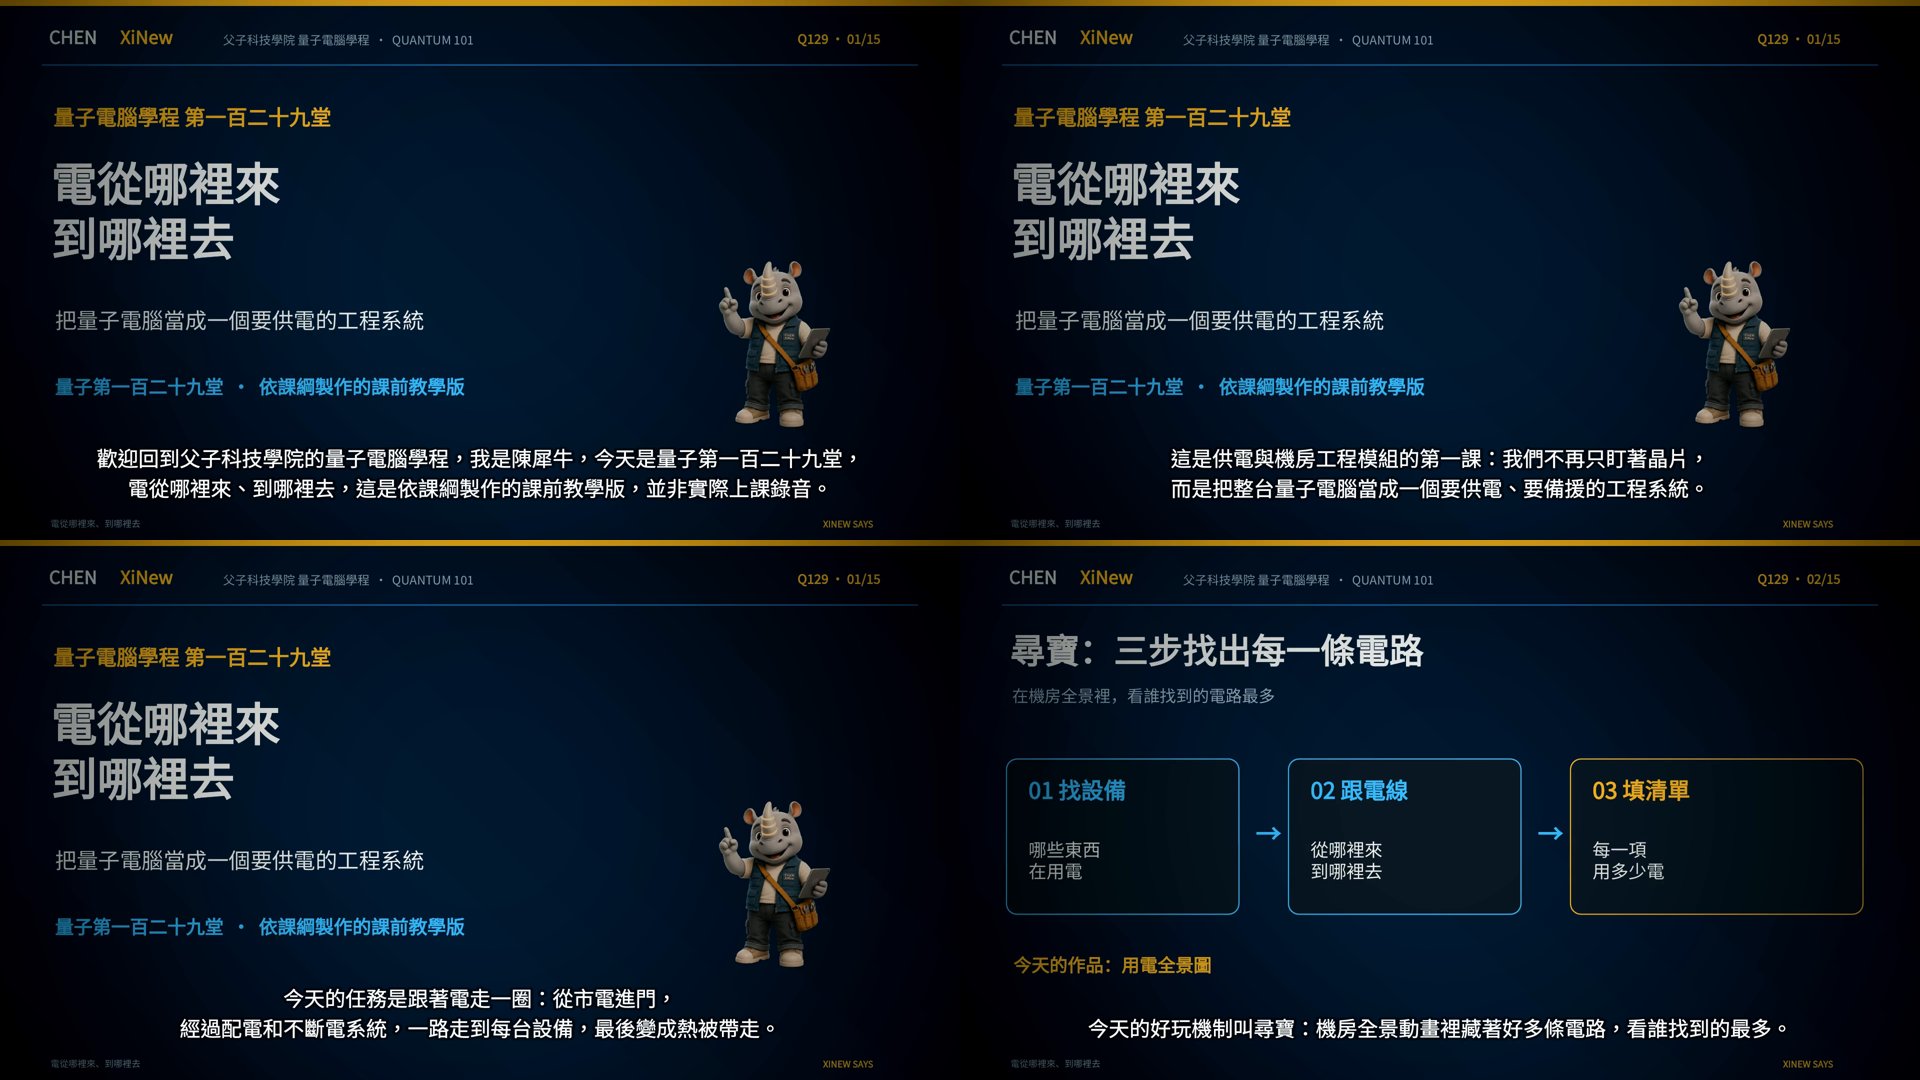 CHEN XiNew 父子科技學院 量子電腦學程 · QUANTUM 101 Q129 · 01/15
量子電腦學程 第一百二十九堂
電從哪裡來
到哪裡去
把量子電腦當成一個要供電的工程系統
量子第一百二十九堂 · 依課綱製作的課前教學版
歡迎回到父子科技學院的量子電腦學程，我是陳犀牛，今天是量子第一百二十九堂，
電從哪裡來、到哪裡去，這是依課綱製作的課前教學版，並非實際上課錄音。
電從哪裡來、到哪裡去 XINEW SAYS
CHEN XiNew 父子科技學院 量子電腦學程 · QUANTUM 101 Q129 · 01/15
量子電腦學程 第一百二十九堂
電從哪裡來
到哪裡去
把量子電腦當成一個要供電的工程系統
量子第一百二十九堂 · 依課綱製作的課前教學版
這是供電與機房工程模組的第一課：我們不再只盯著晶片，
而是把整台量子電腦當成一個要供電、要備援的工程系統。
電從哪裡來、到哪裡去 XINEW SAYS
CHEN XiNew 父子科技學院 量子電腦學程 · QUANTUM 101 Q129 · 01/15
量子電腦學程 第一百二十九堂
電從哪裡來
到哪裡去
把量子電腦當成一個要供電的工程系統
量子第一百二十九堂 · 依課綱製作的課前教學版
今天的任務是跟著電走一圈：從市電進門，
經過配電和不斷電系統，一路走到每台設備，最後變成熱被帶走。
電從哪裡來、到哪裡去 XINEW SAYS
CHEN XiNew 父子科技學院 量子電腦學程 · QUANTUM 101 Q129 · 02/15
尋寶：三步找出每一條電路
在機房全景裡，看誰找到的電路最多
01 找設備
哪些東西
在用電
→
02 跟電線
從哪裡來
到哪裡去
→
03 填清單
每一項
用多少電
今天的作品：用電全景圖
今天的好玩機制叫尋寶：機房全景動畫裡藏著好多條電路，看誰找到的最多。
電從哪裡來、到哪裡去 XINEW SAYS